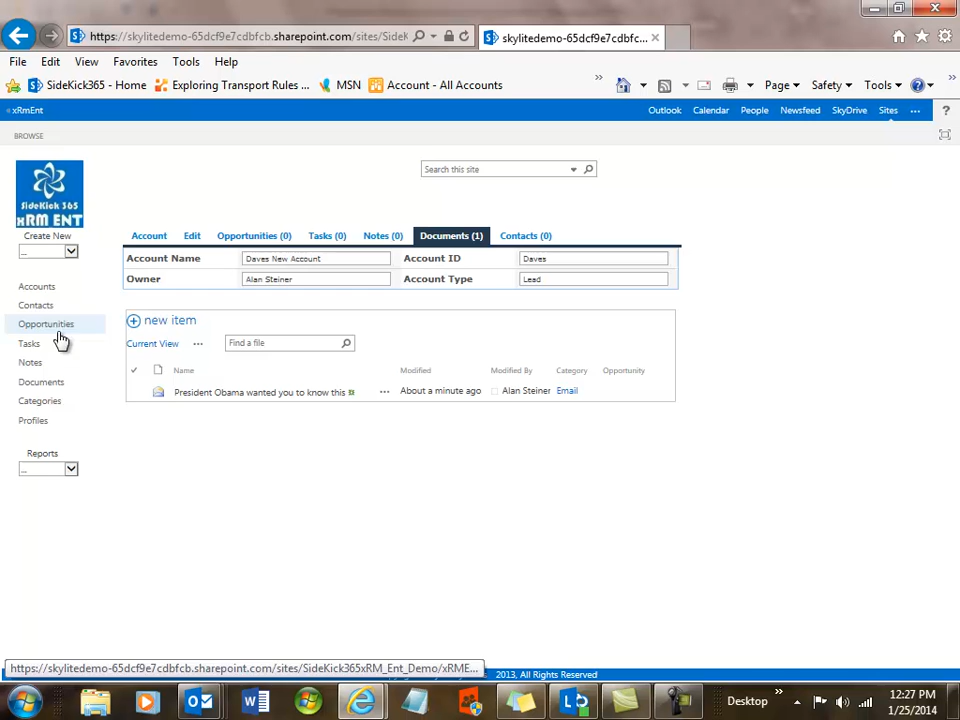 https://skylitedemo-65dcf9e7cdbfcb.sharepoint.com/sites/SideK
skylitedemo-65dcf9e7cdbfc...
File Edit View Favorites Tools Help
SideKick365 - Home Exploring Transport Rules ... MSN Account - All Accounts » Page Safety Tools »
xRmEnt Outlook Calendar People Newsfeed SkyDrive Sites ... ?
BROWSE
Search this site
SideKick 365
xRM ENT
Create New
_
Account Edit Opportunities (0) Tasks (0) Notes (0) Documents (1) Contacts (0)
Account Name Daves New Account Account ID Daves
Owner Alan Steiner Account Type Lead
Accounts
Contacts
Opportunities
Tasks
Notes
Documents
Categories
Profiles
Reports
_
new item
Current View ... Find a file
Name Modified Modified By Category Opportunity
President Obama wanted you to know this ... About a minute ago Alan Steiner Email
https://skylitedemo-65dcf9e7cdbfcb.sharepoint.com/sites/SideKick365xRM_Ent_Demo/xRME...
2013, All Rights Reserved
Desktop » 12:27 PM
1/25/2014